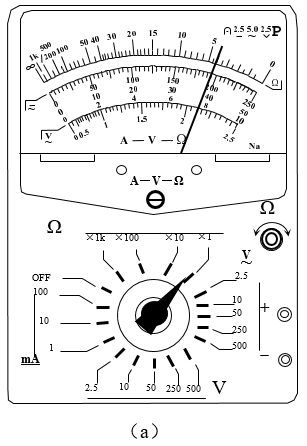 ∞ 1k 500 200 100 50 40 30 20 15 10 5 0 Ω
2.5 5.0 2.5 P
≂ 0 50 100 150 200 250
0 10 20 30 40 50
0 2 4 6 8 10
V 0 0.5 1 1.5 2 2.5
A — V — Ω
Na
A — V — Ω
Ω
Ω
×1k ×100 ×10 ×1
V
OFF
100
10
1
mA
2.5
10
50
250
500
+
−
2.5 10 50 250 500 V
(a)